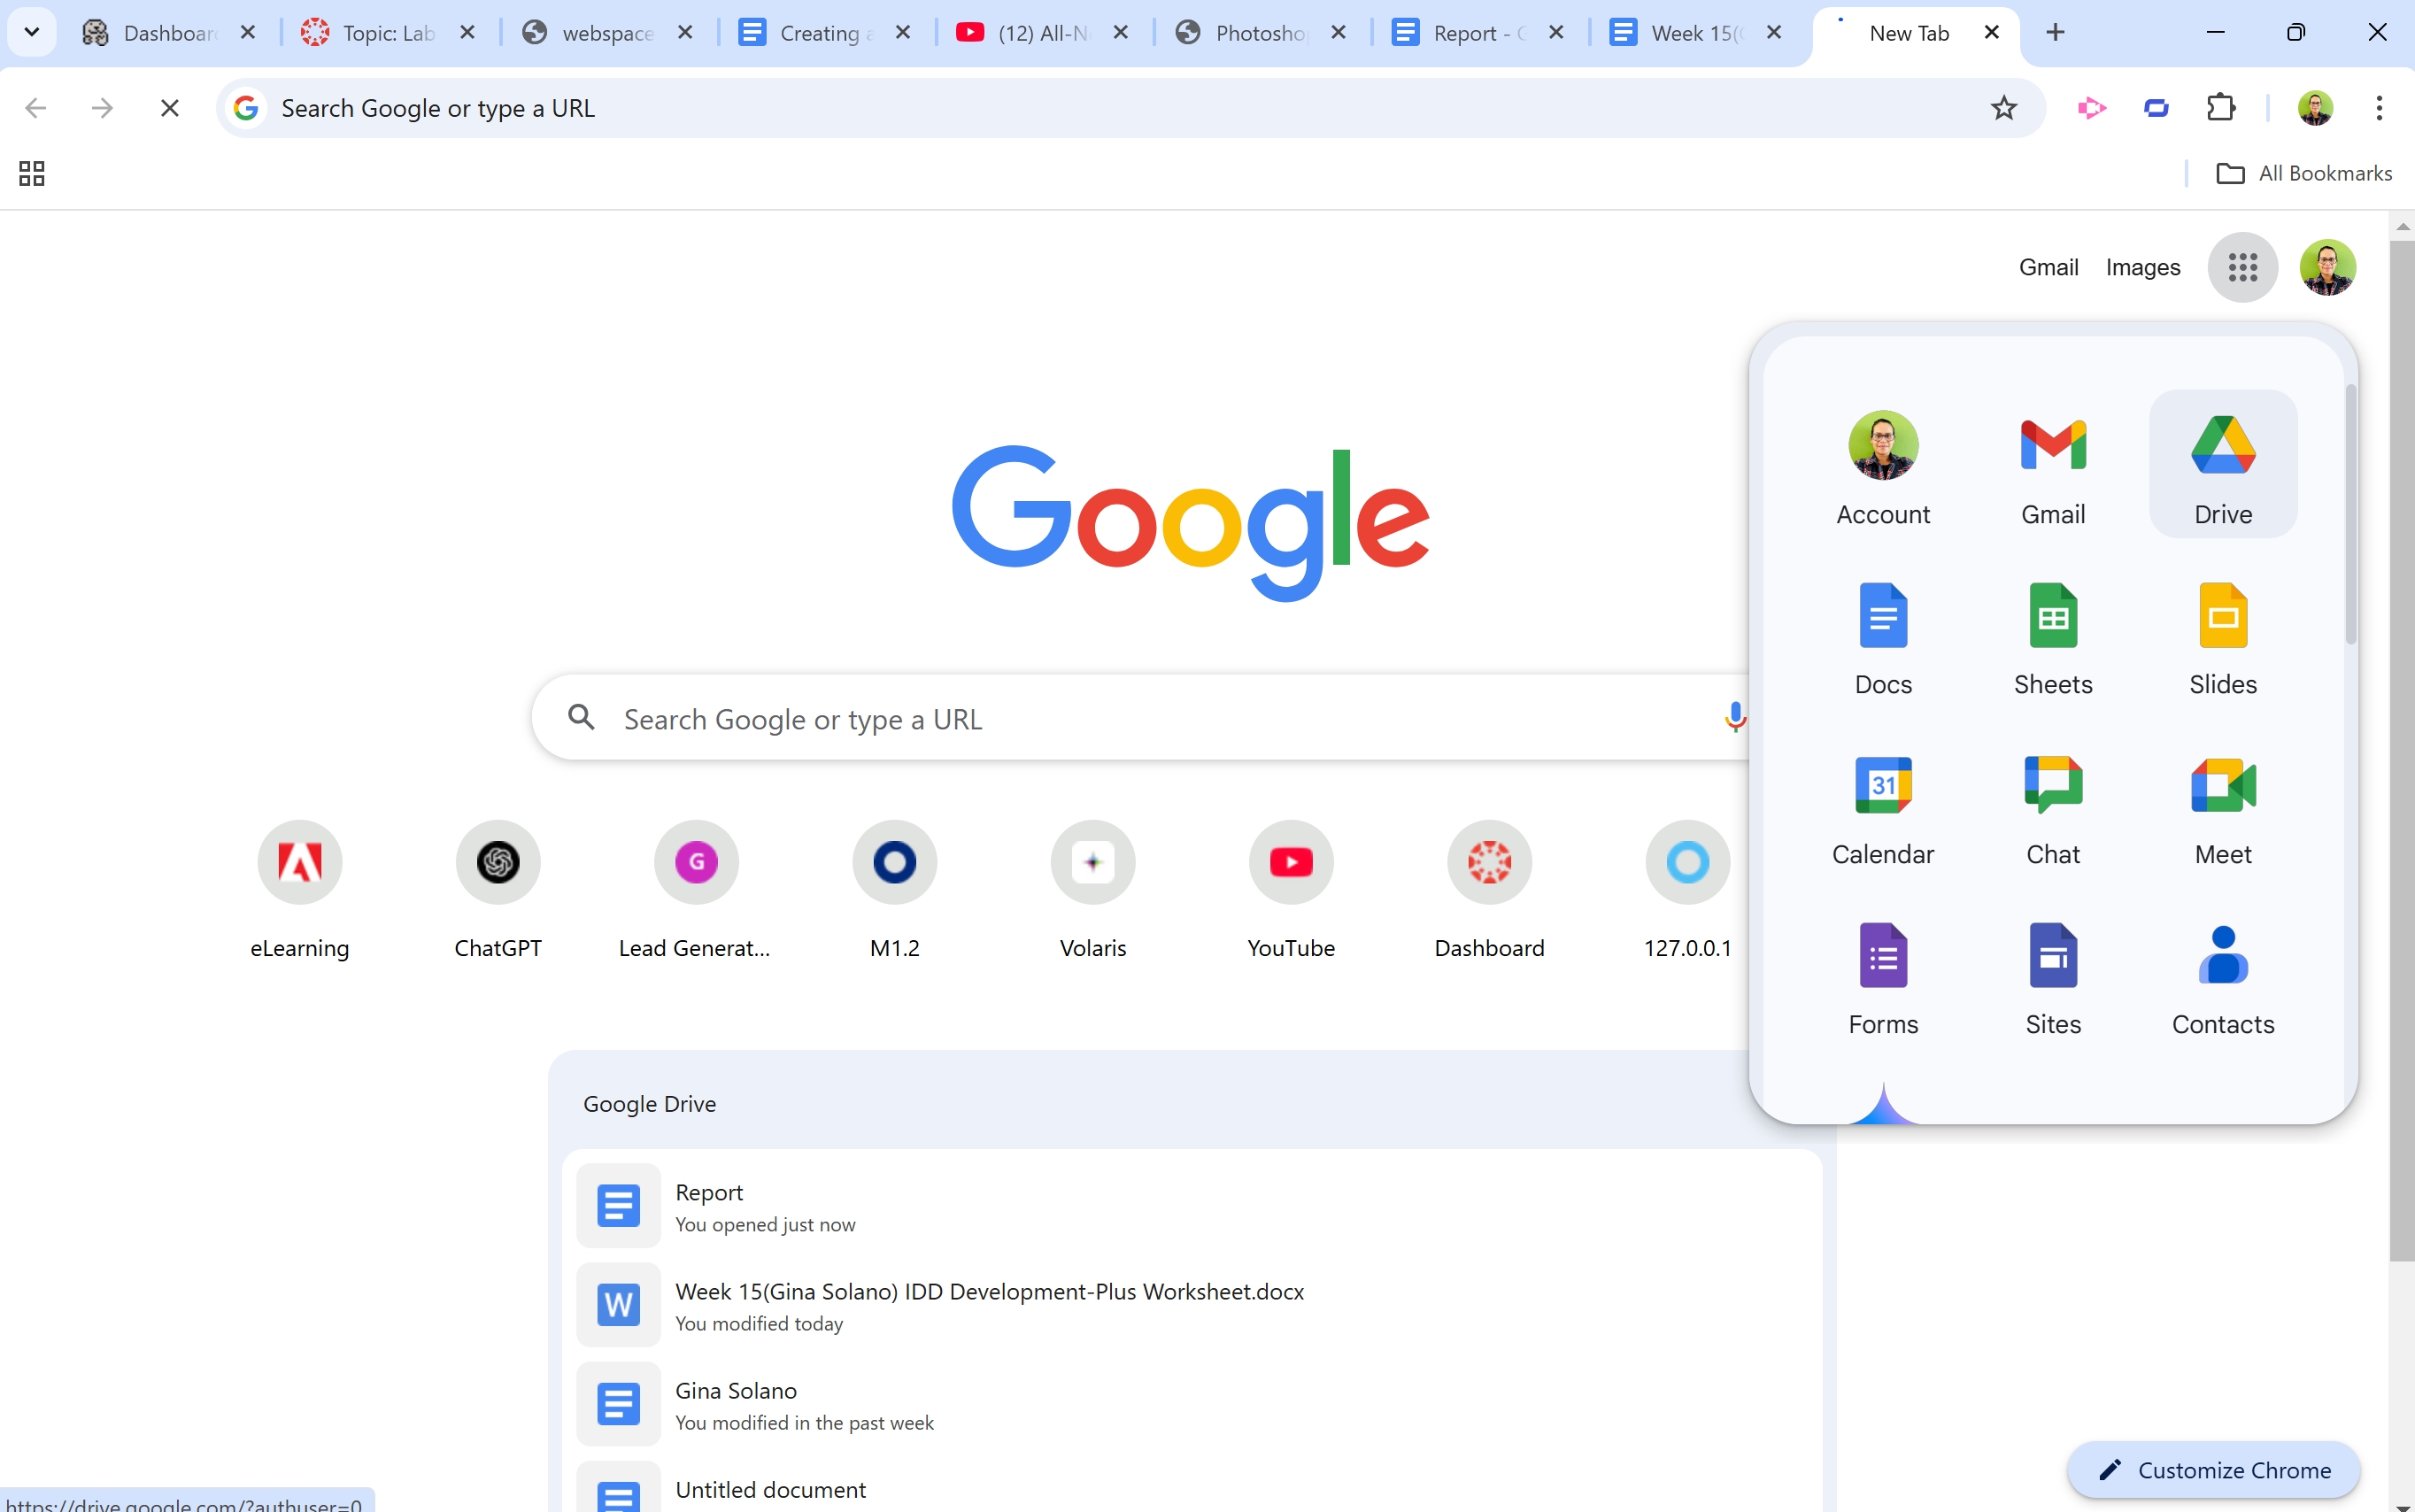 Dashboar
Topic: Lab
webspace
Creating a
(12) All-N
Photoshop
Report - G
Week 15(
New Tab
Search Google or type a URL
All Bookmarks
Gmail
Images
Google
Account
Gmail
Drive
Docs
Sheets
Slides
31
Calendar
Chat
Meet
Forms
Sites
Contacts
Search Google or type a URL
G
eLearning
ChatGPT
Lead Generat...
M1.2
Volaris
YouTube
Dashboard
127.0.0.1
Google Drive
Report
You opened just now
W
Week 15(Gina Solano) IDD Development-Plus Worksheet.docx
You modified today
Gina Solano
You modified in the past week
Untitled document
Customize Chrome
https://drive.google.com/?authuser=0